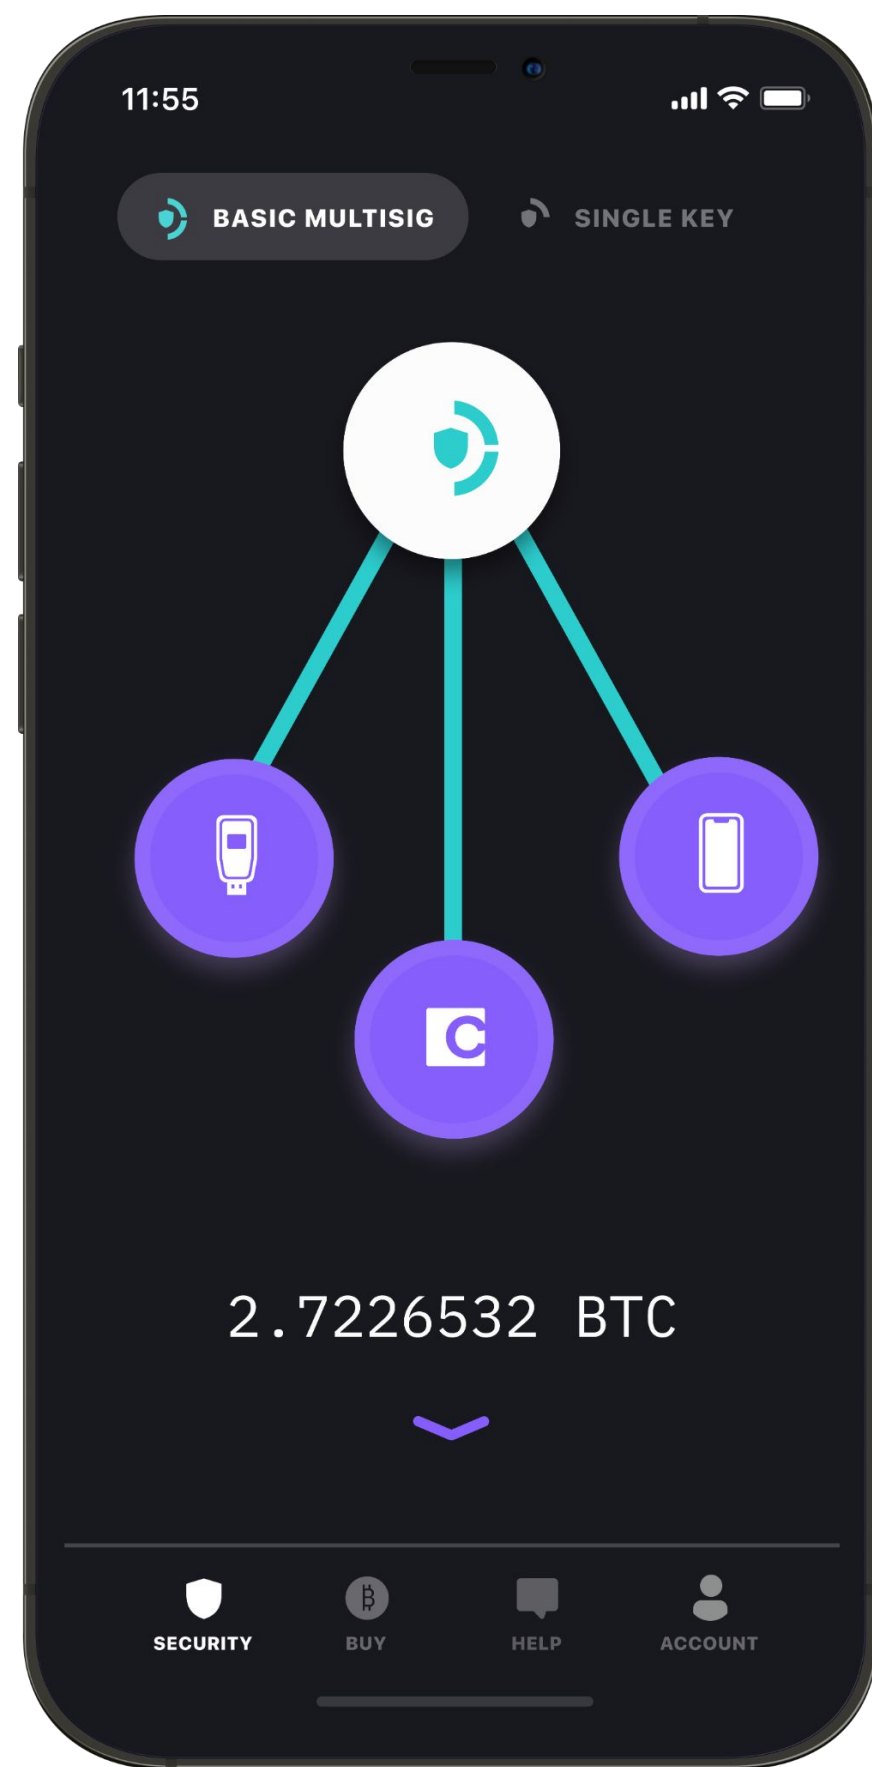 11:55
BASIC MULTISIG
SINGLE KEY
C
2.7226532 BTC
SECURITY
BUY
HELP
ACCOUNT